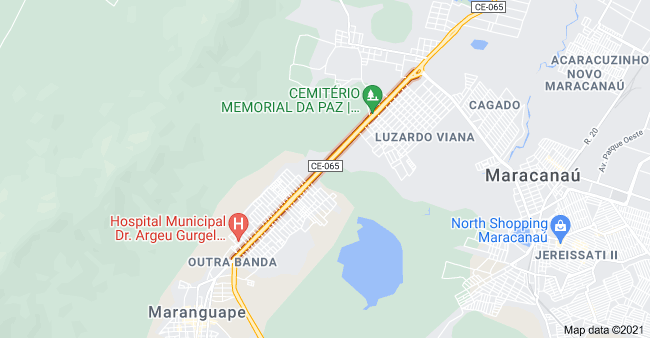 CE-065
ACARACUZINHO
NOVO
MARACANAÚ
CEMITÉRIO
MEMORIAL DA PAZ |...
CAGADO
R. 20
Av. Parque Oeste
LUZARDO VIANA
CE-065
Maracanaú
Hospital Municipal
Dr. Argeu Gurgel...
H
North Shopping
Maracanaú
JEREISSATI II
OUTRA BANDA
Maranguape
Map data ©2021